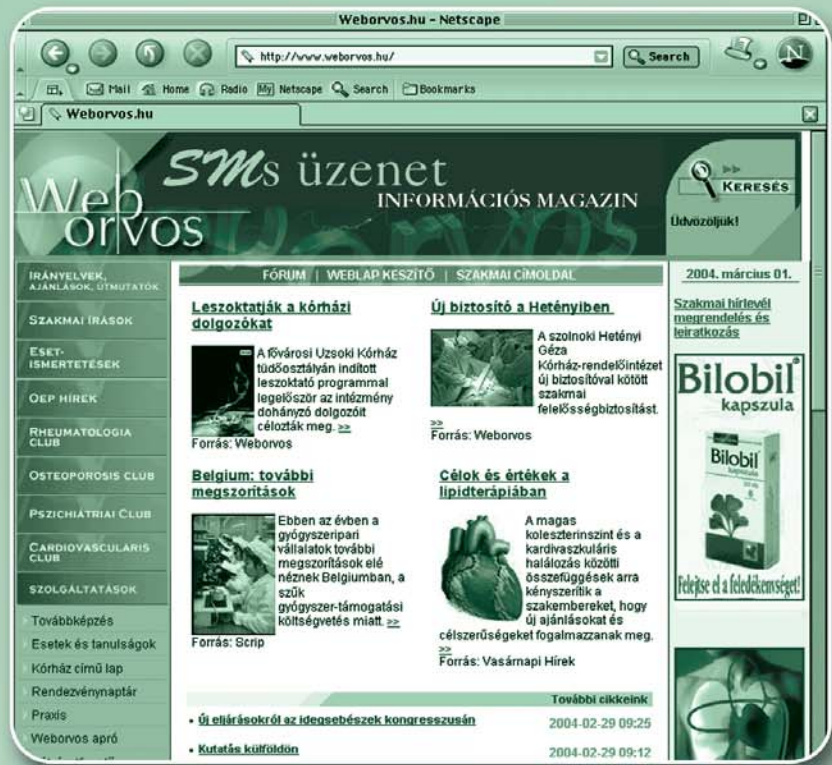 Weborvos.hu - Netscape
http://www.weborvos.hu/
Search
N
Mail Home Radio My Netscape Search Bookmarks
Weborvos.hu
Web orvos
SMs üzenet
INFORMÁCIÓS MAGAZIN
KERESÉS
Üdvözöljük!
IRÁNYELVEK,
AJÁNLÁSOK, ÚTMUTATÓK
SZAKMAI ÍRÁSOK
ESET-
ISMERTETÉSEK
OEP HÍREK
RHEUMATOLOGIA
CLUB
OSTEOPOROSIS CLUB
PSZICHIÁTRIAI CLUB
CARDIOVASCULARIS
CLUB
SZOLGÁLTATÁSOK
Továbbképzés
Esetek és tanulságok
Kórház című lap
Rendezvénynaptár
Praxis
Weborvos apró
FÓRUM | WEBLAP KESZÍTŐ | SZAKMAI CÍMOLDAL
Leszoktatják a kórházi
dolgozókat
A fővárosi Uzsoki Kórház
tüdőosztályán indított
leszoktató programmal
legelőször az intézmény
dohányzó dolgozóit
célozták meg. >>
Forrás: Weborvos
Új biztosító a Hetényiben
A szolnoki Hetényi
Géza
Kórház-rendelőintézet
új biztosítóval kötött
szakmai
felelősségbiztosítást.
>>
Forrás: Weborvos
Belgium: további
megszorítások
Ebben az évben a
gyógyszeripari
vállalatok további
megszorítások elé
néznek Belgiumban, a
szűk
gyógyszer-támogatási
költségvetés miatt. >>
Forrás: Scrip
Célok és értékek a
lipidterápiában
A magas
koleszterinszint és a
kardivaszkuláris
halálozás közötti
összefüggések arra
kényszerítik a
szakembereket, hogy
új ajánlásokat és
célszerűségeket fogalmazzanak meg.
>>
Forrás: Vasárnapi Hírek
További cikkeink
Új eljárásokról az idegsebészek kongresszusán 2004-02-29 09:25
Kutatás külföldön 2004-02-29 09:12
2004. március 01.
Szakmai hírlevél
megrendelés és
leiratkozás
Bilobil®
kapszula
Bilobil
kapszula
Felejtse el a feledékenységet!